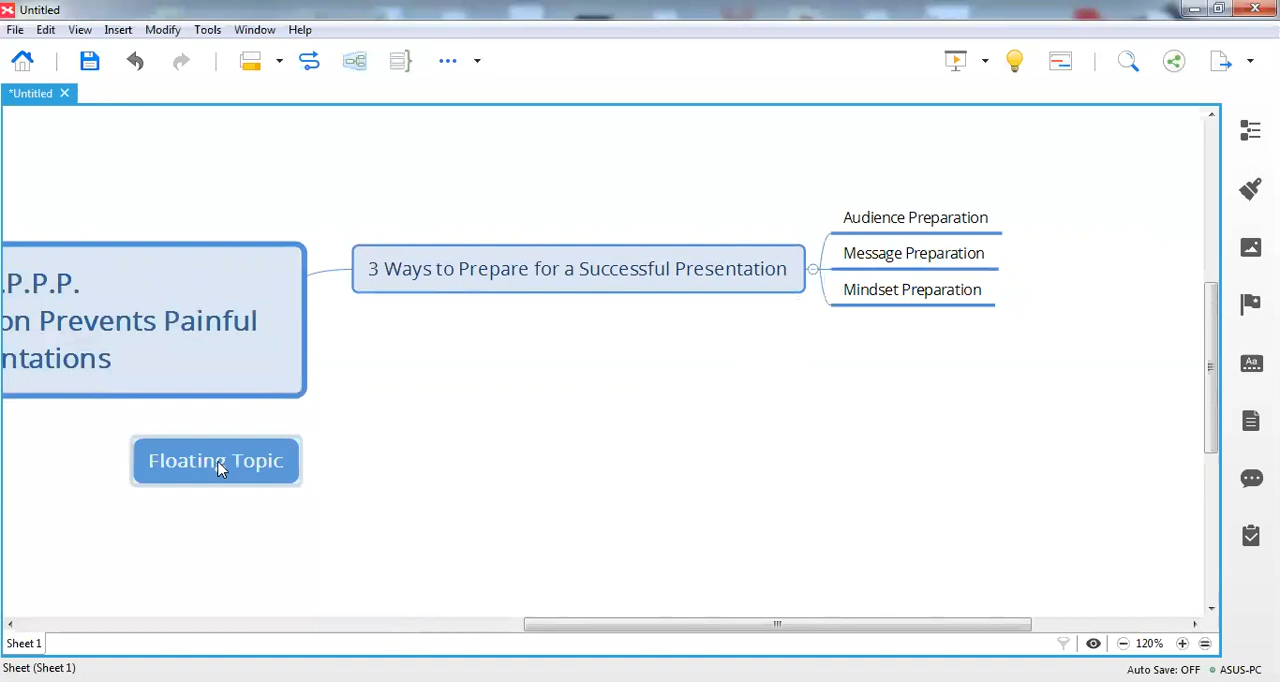 Untitled
File Edit View Insert Modify Tools Window Help
*Untitled
.P.P.P.
on Prevents Painful
ntations
3 Ways to Prepare for a Successful Presentation
Audience Preparation
Message Preparation
Mindset Preparation
Floating Topic
Aa
Sheet 1
120%
Sheet (Sheet 1)
Auto Save: OFF ASUS-PC